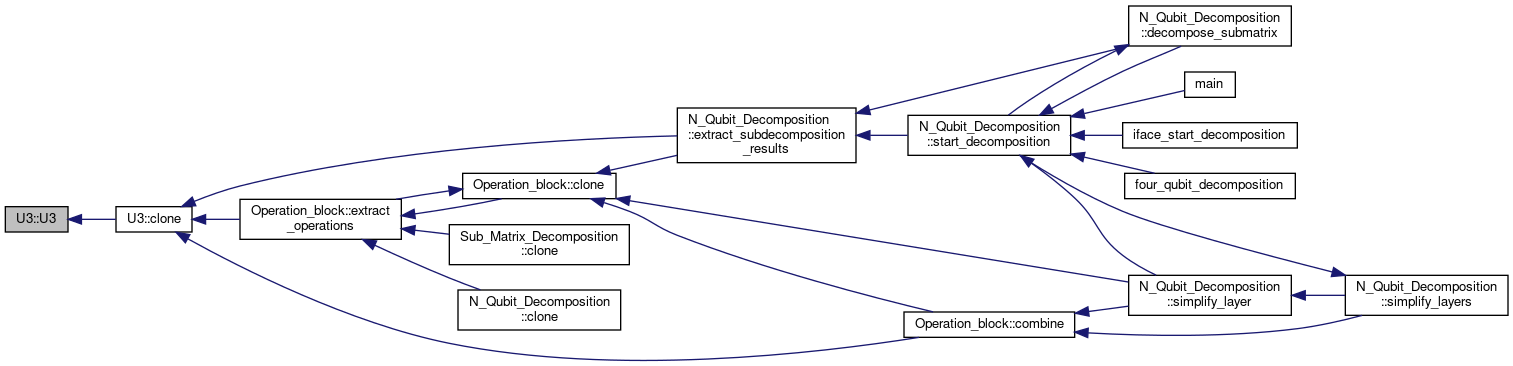 U3::U3
U3::clone
Operation_block::extract
_operations
Operation_block::clone
Sub_Matrix_Decomposition
::clone
N_Qubit_Decomposition
::clone
N_Qubit_Decomposition
::extract_subdecomposition
_results
Operation_block::combine
N_Qubit_Decomposition
::start_decomposition
N_Qubit_Decomposition
::decompose_submatrix
main
iface_start_decomposition
four_qubit_decomposition
N_Qubit_Decomposition
::simplify_layer
N_Qubit_Decomposition
::simplify_layers